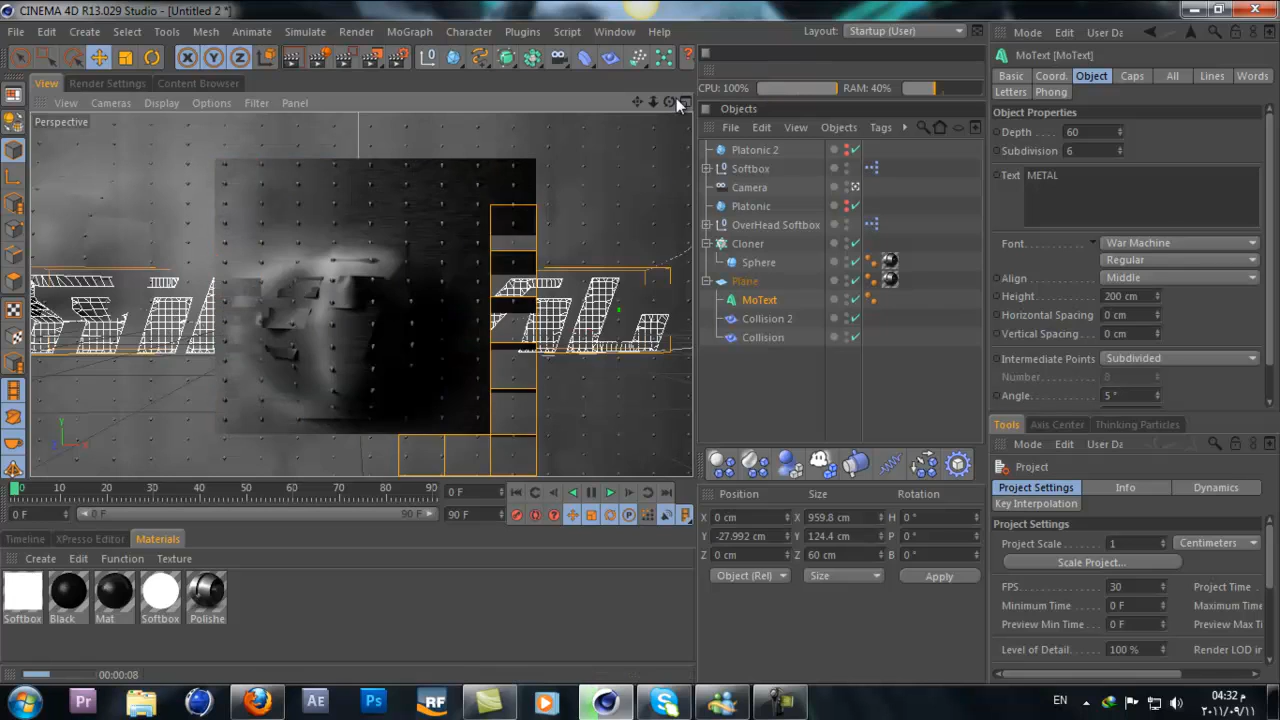 CINEMA 4D R13.029 Studio - [Untitled 2 *]
File Edit Create Select Tools Mesh Animate Simulate Render MoGraph Character Plugins Script Window Help
Layout: Startup (User)
X Y Z
View Render Settings Content Browser
View Cameras Display Options Filter Panel
Perspective
METAL
Y
X
0 10 20 30 40 50 60 70 80 90
0 F
0 F
0 F
90 F
90 F
P
Timeline XPresso Editor Materials
Create Edit Function Texture
Softbox Black Mat Softbox Polishe
00:00:08
CPU: 100%
RAM: 40%
Objects
File Edit View Objects Tags
Platonic 2
Softbox
Camera
Platonic
OverHead Softbox
Cloner
Sphere
Plane
MoText
Collision 2
Collision
Position Size Rotation
X 0 cm X 959.8 cm H 0 °
Y -27.992 cm Y 124.4 cm P 0 °
Z 0 cm Z 60 cm B 0 °
Object (Rel) Size Apply
Mode Edit User Da
MoText [MoText]
Basic Coord. Object Caps All Lines Words
Letters Phong
Object Properties
Depth 60
Subdivision 6
Text METAL
Font: War Machine
Regular
Align Middle
Height 200 cm
Horizontal Spacing 0 cm
Vertical Spacing 0 cm
Intermediate Points Subdivided
Number 8
Angle 5 °
Tools Axis Center Thinking Particles
Mode Edit User Da
Project
Project Settings Info Dynamics
Key Interpolation
Project Settings
Project Scale 1 Centimeters
Scale Project...
FPS 30 Project Time
Minimum Time 0 F Maximum Time
Preview Min Time 0 F Preview Max T
Level of Detail 100 % Render LOD in
Pr Ae Ps RF
EN
04:32 م
٢٠١١/٠٩/١١